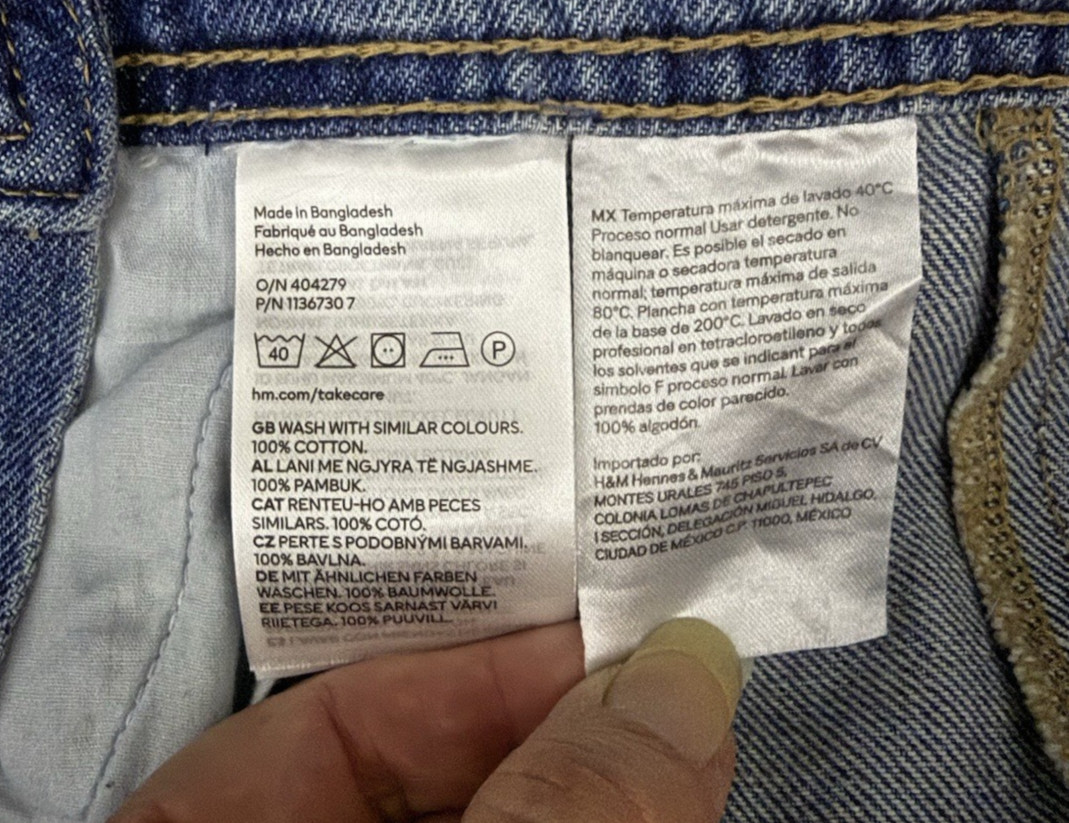 Made in Bangladesh
Fabriqué au Bangladesh
Hecho en Bangladesh
O/N 404279
P/N 1136730 7
40
P
hm.com/takecare
GB WASH WITH SIMILAR COLOURS.
100% COTTON.
AL LANI ME NGJYRA TË NGJASHME.
100% PAMBUK.
CAT RENTEU-HO AMB PECES
SIMILARS. 100% COTÓ.
CZ PERTE S PODOBNÝMI BARVAMI.
100% BAVLNA.
DE MIT ÄHNLICHEN FARBEN
WASCHEN. 100% BAUMWOLLE.
EE PESE KOOS SARNAST VÄRVI
RIIETEGA. 100% PUUVILL.
MX Temperatura máxima de lavado 40°C
Proceso normal Usar detergente. No
blanquear. Es posible el secado en
máquina o secadora temperatura
normal; temperatura máxima de salida
80°C. Plancha con temperatura máxima
de la base de 200°C. Lavado en seco
profesional en tetracloroetileno y todos
los solventes que se indicant para el
simbolo F proceso normal. Lavar con
prendas de color parecido.
100% algodón.
Importado por:
H&M Hennes & Mauritz Servicios SA de CV
MONTES URALES 745 PISO 5,
COLONIA LOMAS DE CHAPULTEPEC
I SECCIÓN, DELEGACIÓN MIGUEL HIDALGO,
CIUDAD DE MÉXICO C.P. 11000, MÉXICO